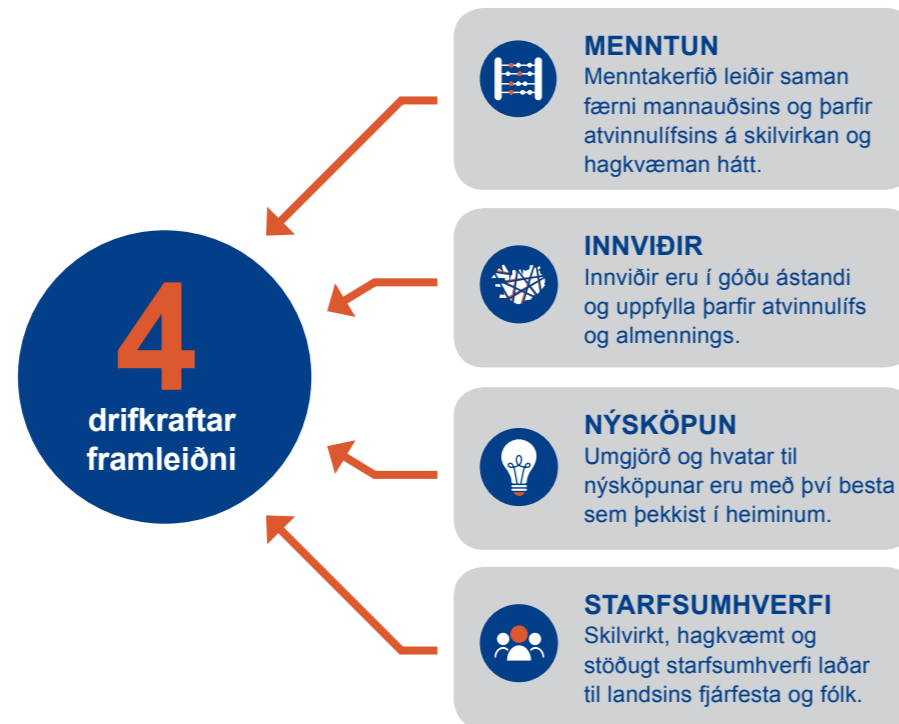 MENNTUN
Menntakerfið leiðir saman
færni mannauðsins og þarfir
atvinnulífsins á skilvirkan og
hagkvæman hátt.
INNVIÐIR
Innviðir eru í góðu ástandi
og uppfylla þarfir atvinnulífs
og almennings.
4
drifkraftar
framleiðni
NÝSKÖPUN
Umgjörð og hvatar til
nýsköpunar eru með því besta
sem þekkist í heiminum.
STARFSUMHVERFI
Skilvirkt, hagkvæmt og
stöðugt starfsumhverfi laðar
til landsins fjárfesta og fólk.